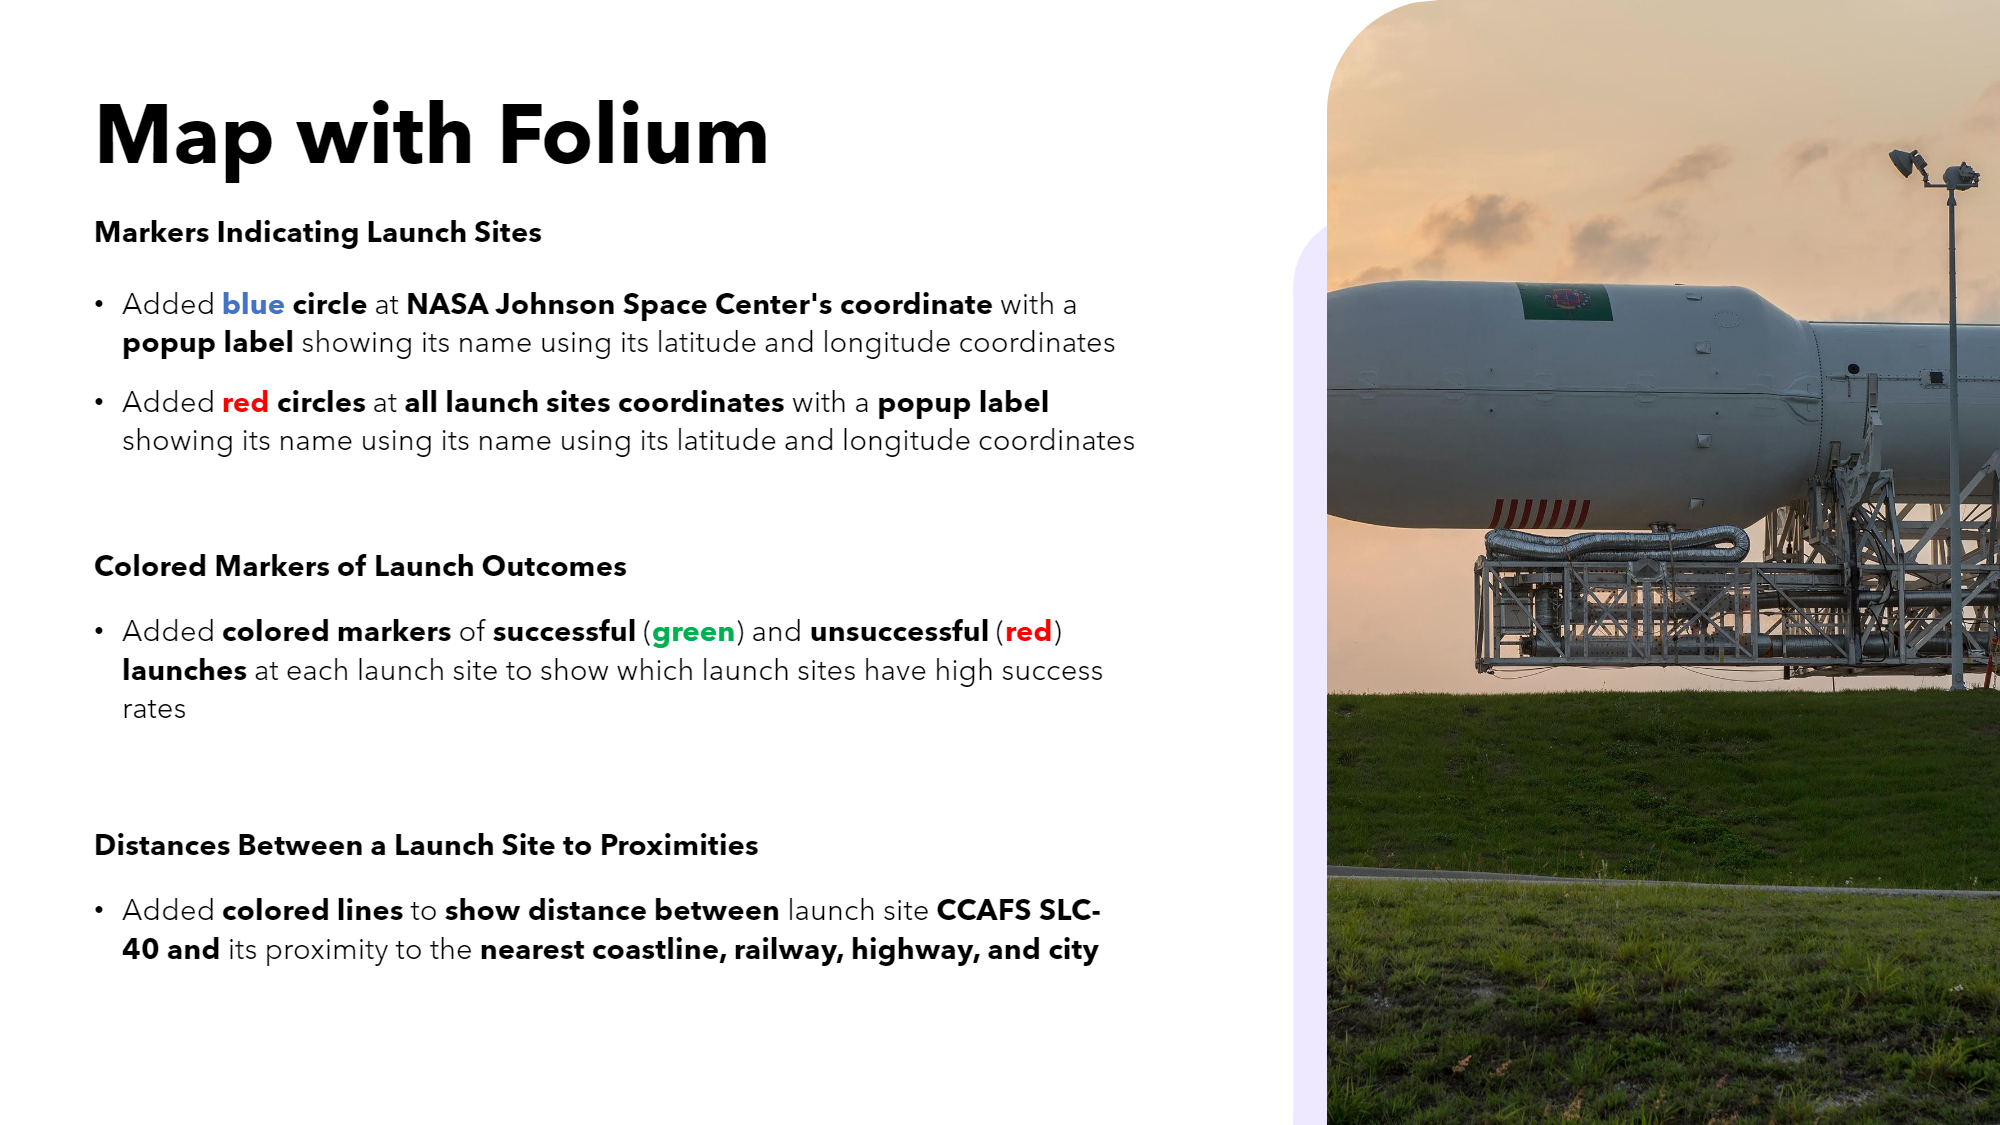 Map with Folium
Markers Indicating Launch Sites
• Added blue circle at NASA Johnson Space Center's coordinate with a
popup label showing its name using its latitude and longitude coordinates
• Added red circles at all launch sites coordinates with a popup label
showing its name using its name using its latitude and longitude coordinates
Colored Markers of Launch Outcomes
• Added colored markers of successful (green) and unsuccessful (red)
launches at each launch site to show which launch sites have high success
rates
Distances Between a Launch Site to Proximities
• Added colored lines to show distance between launch site CCAFS SLC-
40 and its proximity to the nearest coastline, railway, highway, and city